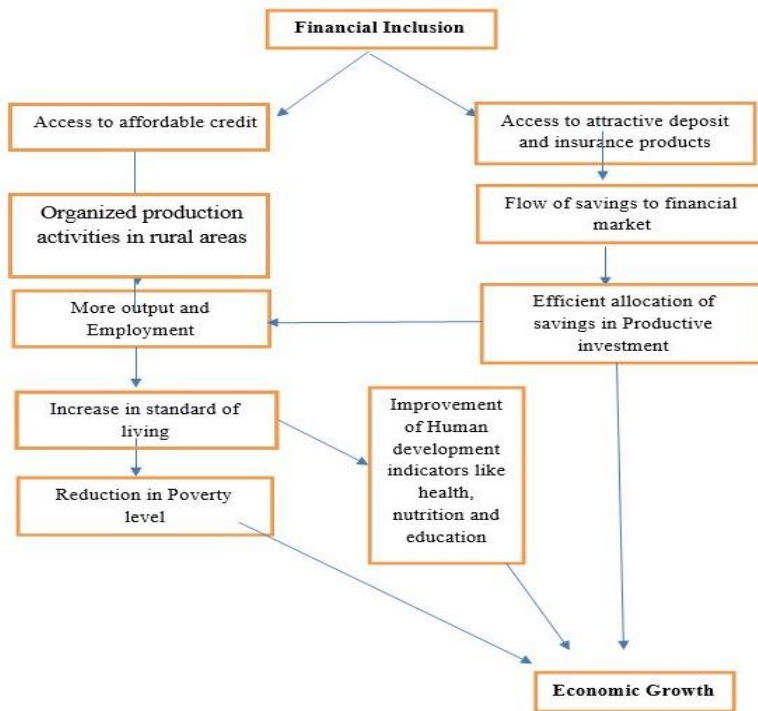 Financial Inclusion
Access to affordable credit
Access to attractive deposit
and insurance products
Organized production
activities in rural areas
Flow of savings to financial
market
More output and
Employment
Efficient allocation of
savings in Productive
investment
Increase in standard of
living
Improvement
of Human
development
indicators like
health,
nutrition and
education
Reduction in Poverty
level
Economic Growth